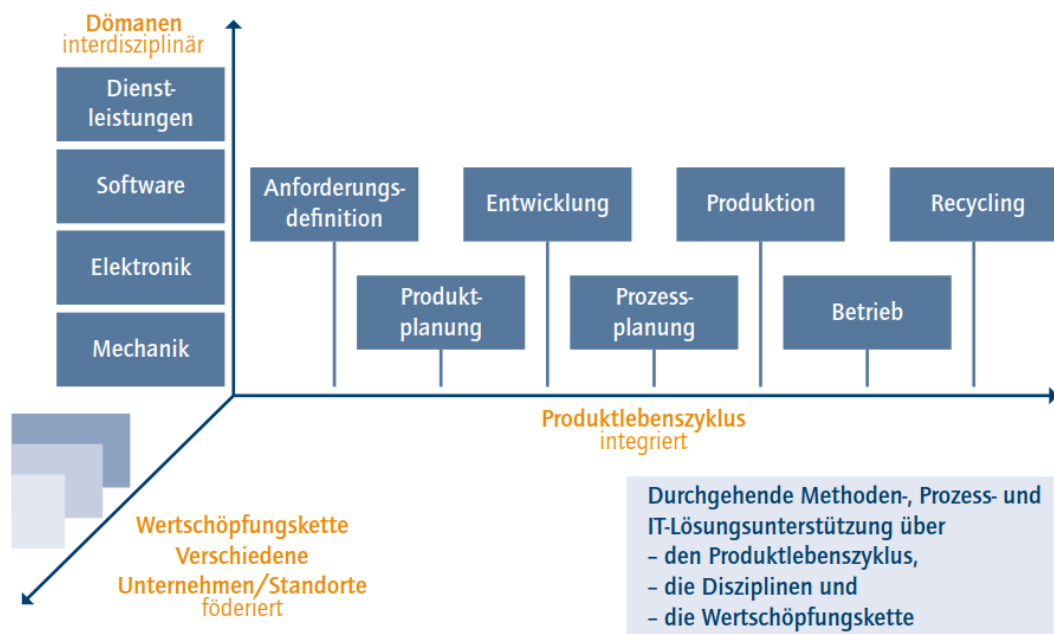 Dömanen
interdisziplinär
Dienst-
leistungen
Software
Elektronik
Mechanik
Anforderungs-
definition
Entwicklung
Produktion
Recycling
Produkt-
planung
Prozess-
planung
Betrieb
Produktlebenszyklus
integriert
Wertschöpfungskette
Verschiedene
Unternehmen/Standorte
föderiert
Durchgehende Methoden-, Prozess- und
IT-Lösungsunterstützung über
– den Produktlebenszyklus,
– die Disziplinen und
– die Wertschöpfungskette